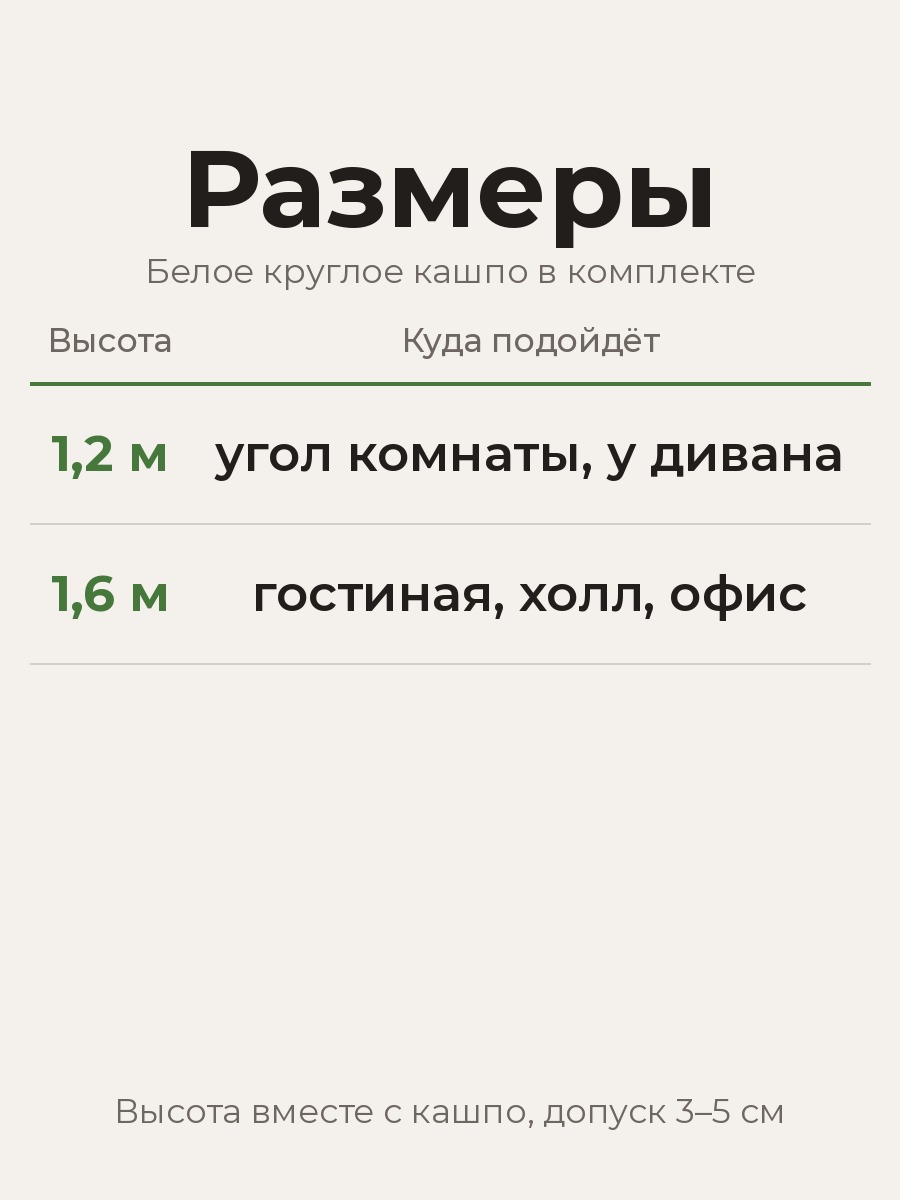 Размеры
Белое круглое кашпо в комплекте
Высота Куда подойдёт
1,2 м угол комнаты, у дивана
1,6 м гостиная, холл, офис
Высота вместе с кашпо, допуск 3–5 см